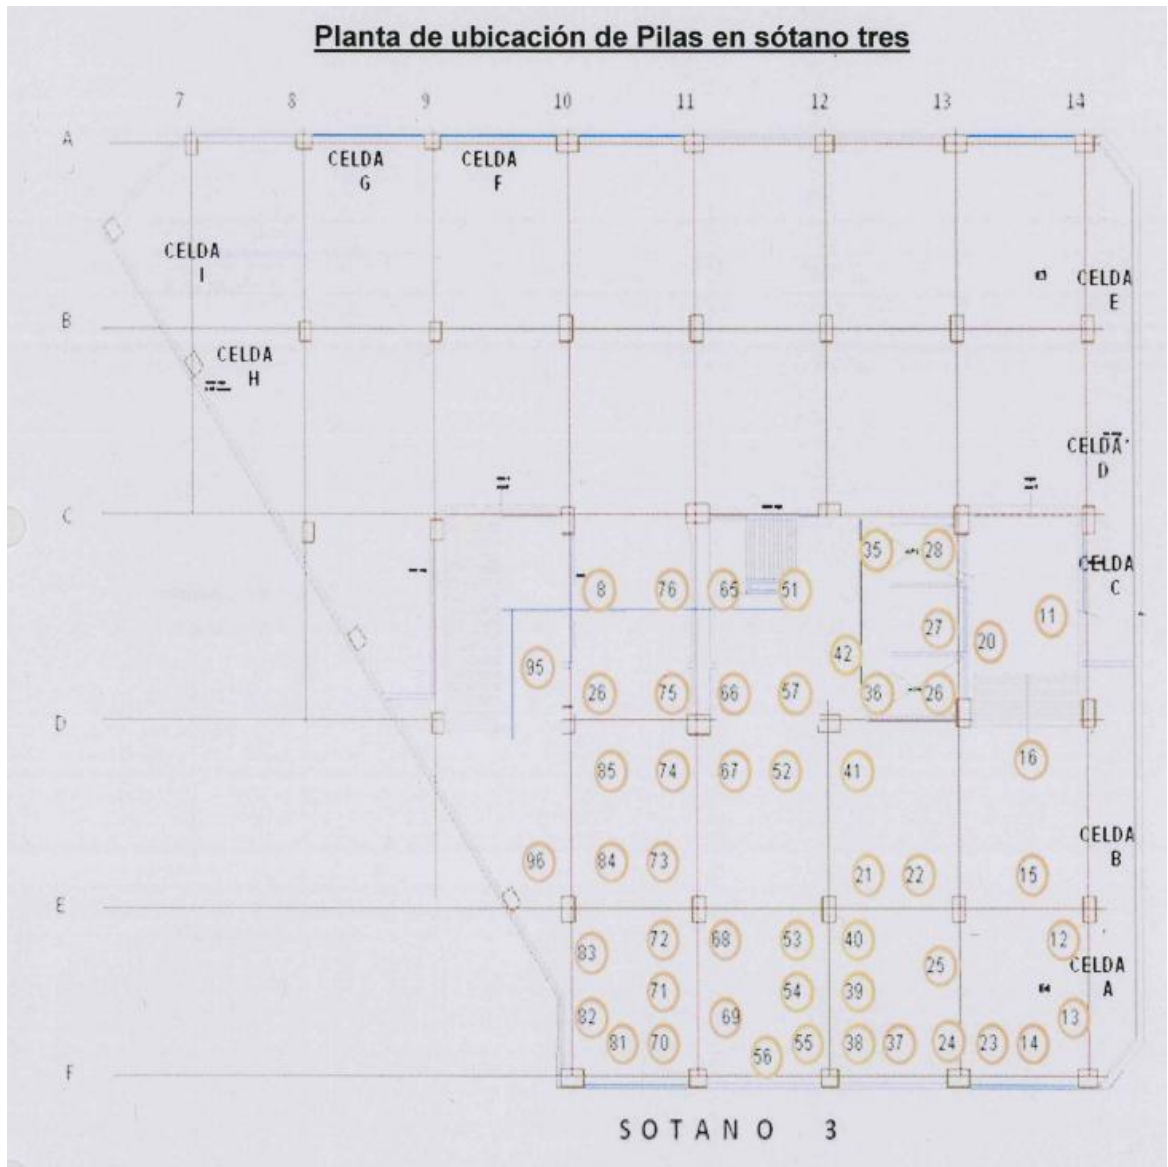 Planta de ubicación de Pilas en sótano tres
7 8 9 10 11 12 13 14
A
CELDA G
CELDA F
CELDA I
CELDA E
B
CELDA H
CELDA D
C
35 28
CELDA C
8 76 65 51
11
27
20
42
95
26 75 66 57 36 26
D
16
85 74 67 52 41
CELDA B
96 84 73
21 22 15
E
72 68 53 40 12
83
25
CELDA A
71 54 39
82 69 13
81 70 55 38 37 24 23 14
56
F
SOTANO 3